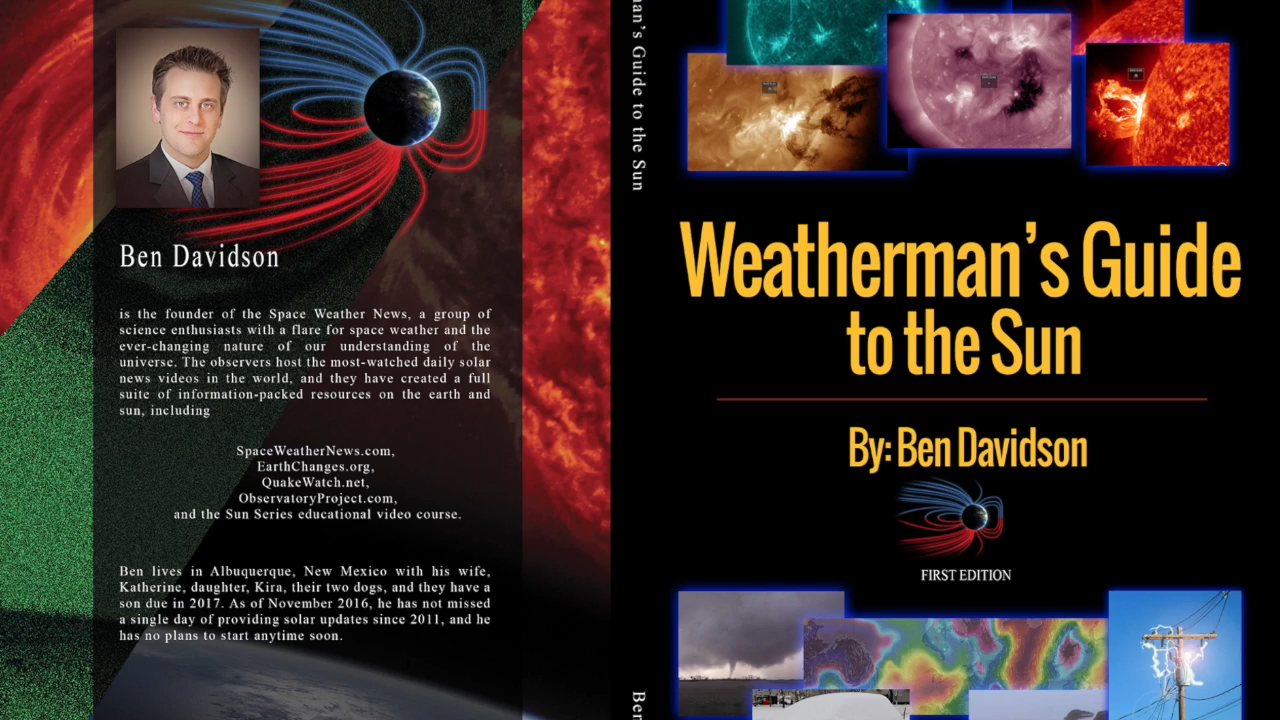 Ben Davidson
is the founder of the Space Weather News, a group of
science enthusiasts with a flare for space weather and the
ever-changing nature of our understanding of the
universe. The observers host the most-watched daily solar
news videos in the world, and they have created a full
suite of information-packed resources on the earth and
sun, including
SpaceWeatherNews.com,
EarthChanges.org,
QuakeWatch.net,
ObservatoryProject.com,
and the Sun Series educational video course.
Ben lives in Albuquerque, New Mexico with his wife,
Katherine, daughter, Kira, their two dogs, and they have a
son due in 2017. As of November 2016, he has not missed
a single day of providing solar updates since 2011, and he
has no plans to start anytime soon.
an's Guide to the Sun
Ber
Weatherman's Guide
to the Sun
By: Ben Davidson
FIRST EDITION